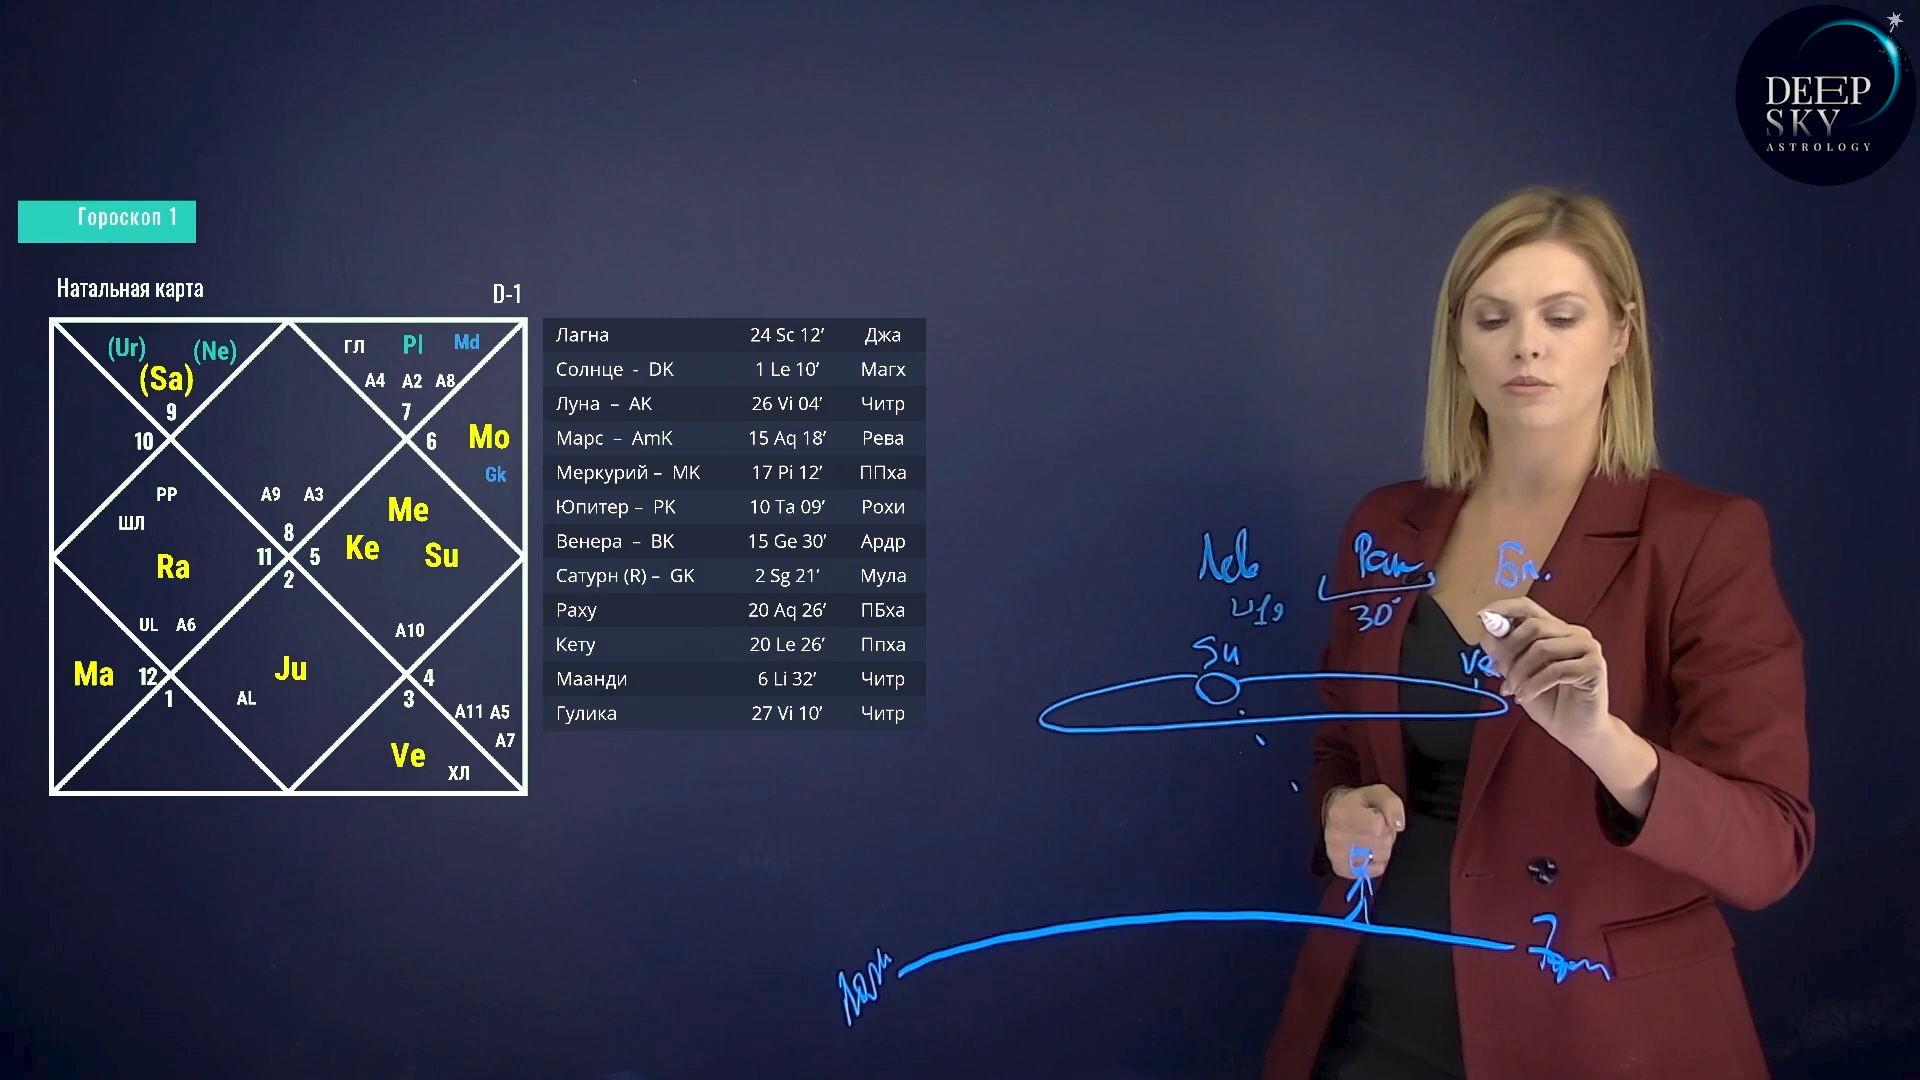 DEEP
SKY
ASTROLOGY
Гороскоп 1
Натальная карта
D-1
(Ur)
(Ne)
(Sa)
9
10
ГЛ
Pl
Md
A4
A2
A8
7
6
Mo
Gk
PP
ШЛ
Ra
A9
A3
8
11
5
2
Me
Ke
Su
UL
A6
A10
Ma
12
1
Ju
AL
4
3
A11 A5
A7
Ve
ХЛ
Лагна 24 Sc 12’ Джа
Солнце - DK 1 Le 10’ Магх
Луна – AK 26 Vi 04’ Читр
Марс – AmK 15 Aq 18’ Рева
Меркурий – MK 17 Pi 12’ ППха
Юпитер – PK 10 Ta 09’ Рохи
Венера – BK 15 Ge 30’ Ардр
Сатурн (R) – GK 2 Sg 21’ Мула
Раху 20 Aq 26’ ПБха
Кету 20 Le 26’ Ппха
Маанди 6 Li 32’ Читр
Гулика 27 Vi 10’ Читр
Лев
Рак
Бл.
30°
Su
Ve